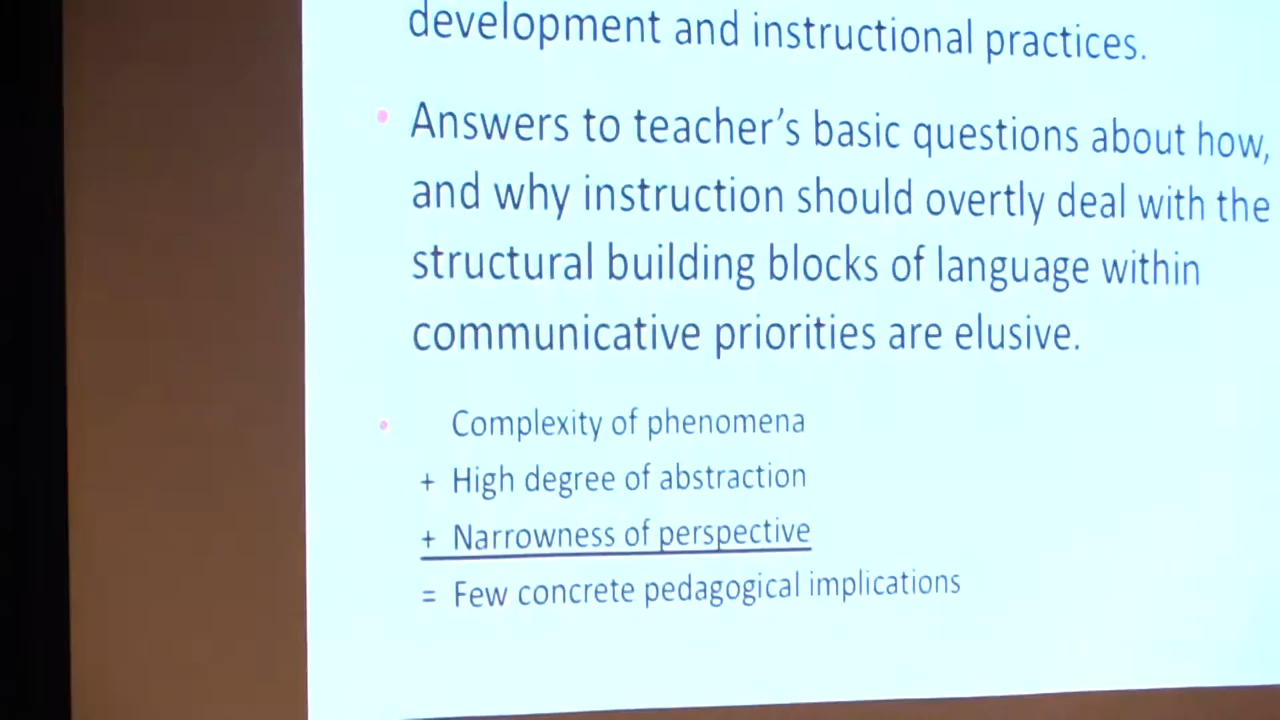 development and instructional practices.
• Answers to teacher's basic questions about how,
and why instruction should overtly deal with the
structural building blocks of language within
communicative priorities are elusive.
• Complexity of phenomena
+ High degree of abstraction
+ Narrowness of perspective
= Few concrete pedagogical implications